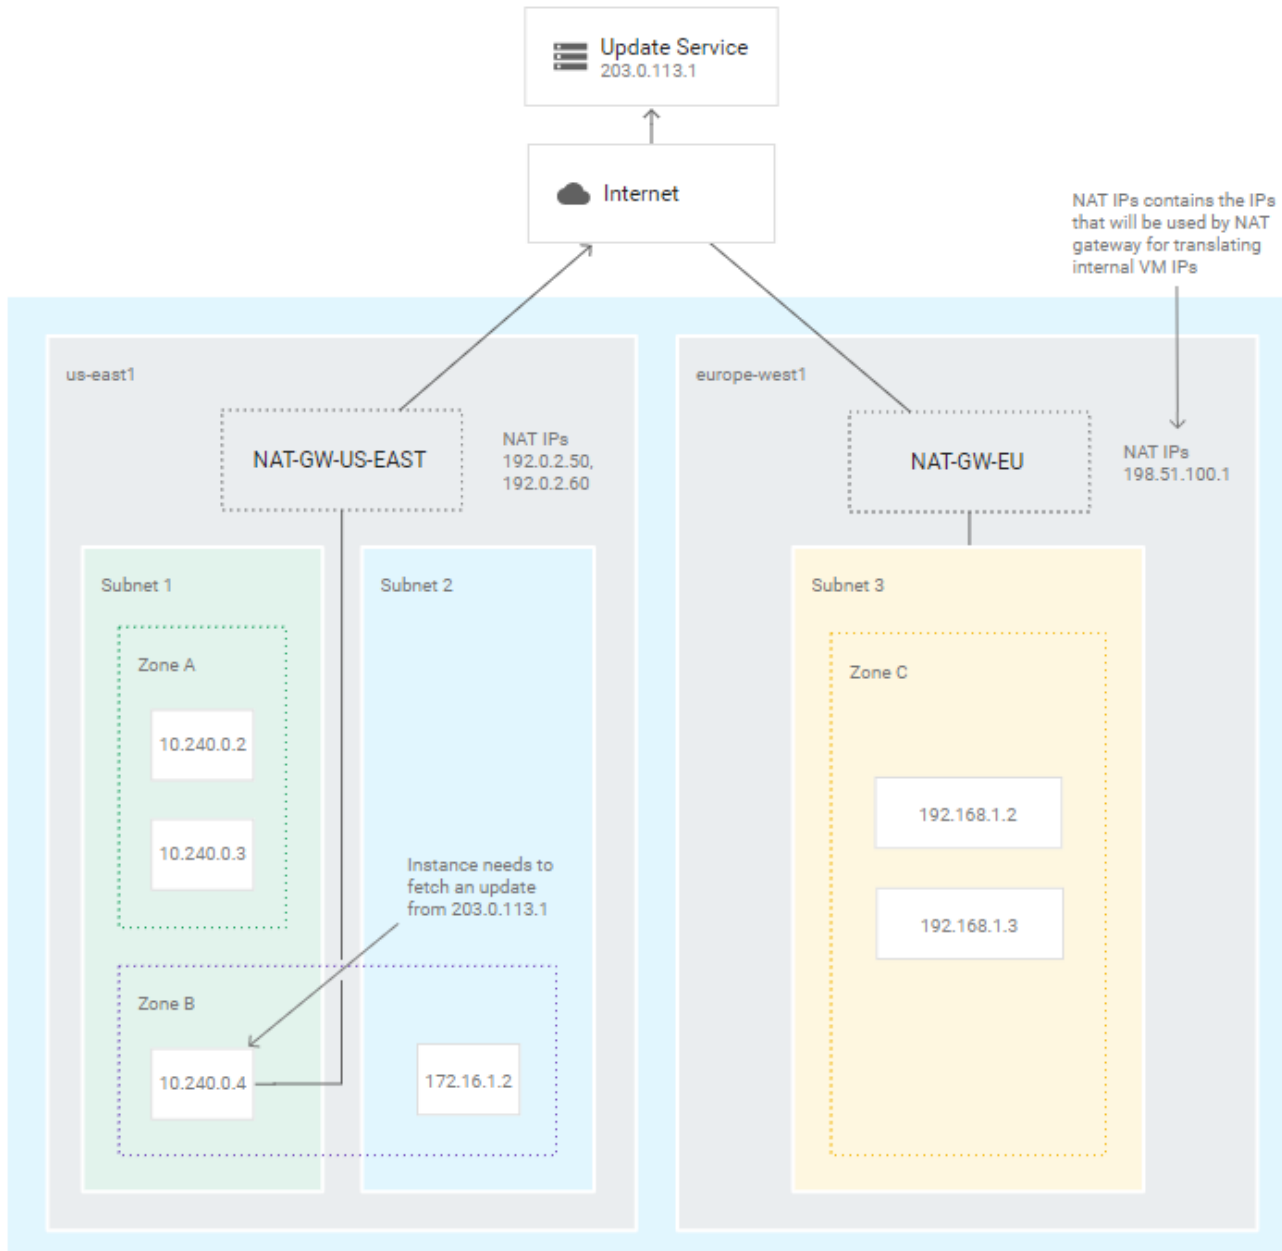 Update Service
203.0.113.1
Internet
NAT IPs contains the IPs
that will be used by NAT
gateway for translating
internal VM IPs
us-east1
NAT-GW-US-EAST
NAT IPs
192.0.2.50,
192.0.2.60
Subnet 1
Zone A
10.240.0.2
10.240.0.3
Subnet 2
Instance needs to
fetch an update
from 203.0.113.1
Zone B
10.240.0.4
172.16.1.2
europe-west1
NAT-GW-EU
NAT IPs
198.51.100.1
Subnet 3
Zone C
192.168.1.2
192.168.1.3